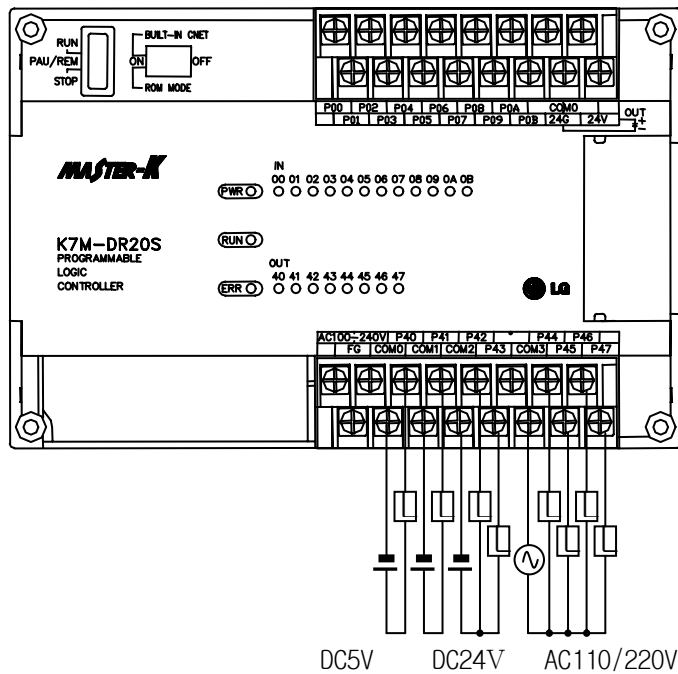 RUN
PAU/REM
STOP
BUILT-IN CNET
ON OFF
ROM MODE
P00 P02 P04 P06 P08 P0A COM0
P01 P03 P05 P07 P09 P0B 24G 24V
OUT
+
-
MASTER-K
IN
00 01 02 03 04 05 06 07 08 09 0A 0B
PWR
K7M-DR20S
PROGRAMMABLE
LOGIC
CONTROLLER
RUN
OUT
40 41 42 43 44 45 46 47
ERR
LG
AC100-240V P40 P41 P42 P44 P46
FG COM0 COM1 COM2 P43 COM3 P45 P47
DC5V DC24V AC110/220V